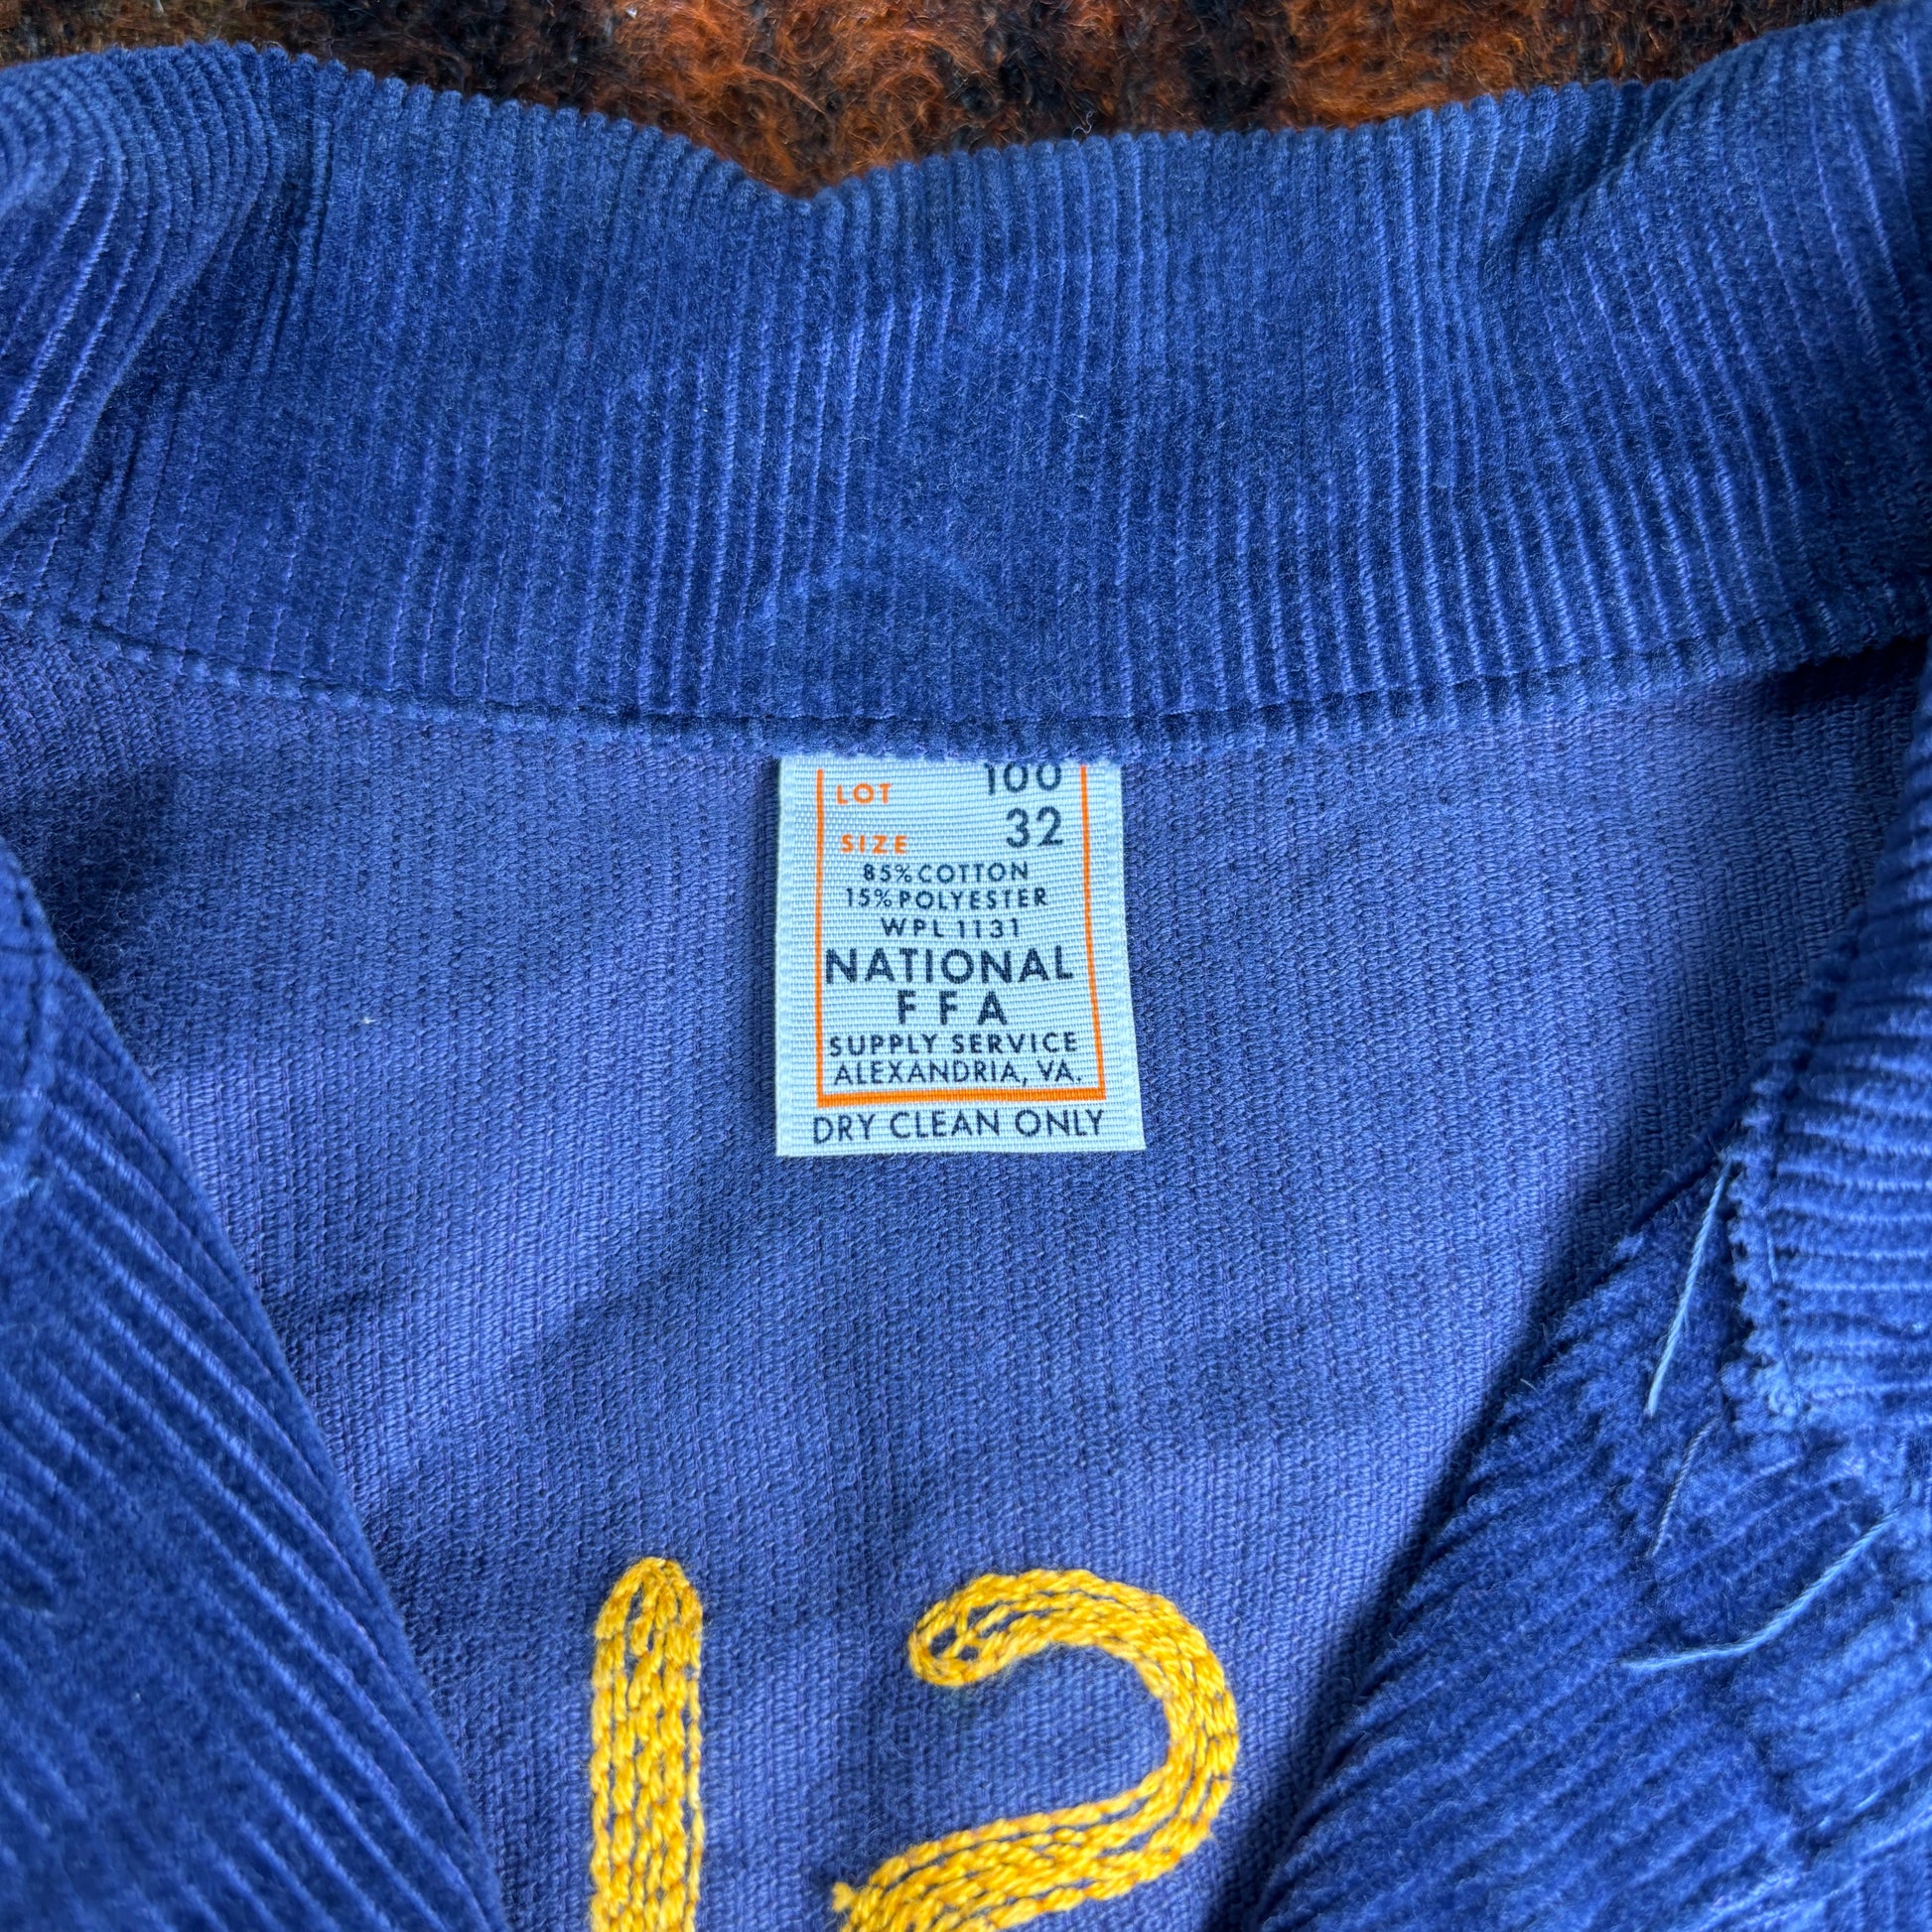 LOT 100
SIZE 32
85% COTTON
15% POLYESTER
WPL 1131
NATIONAL
FFA
SUPPLY SERVICE
ALEXANDRIA, VA.
DRY CLEAN ONLY